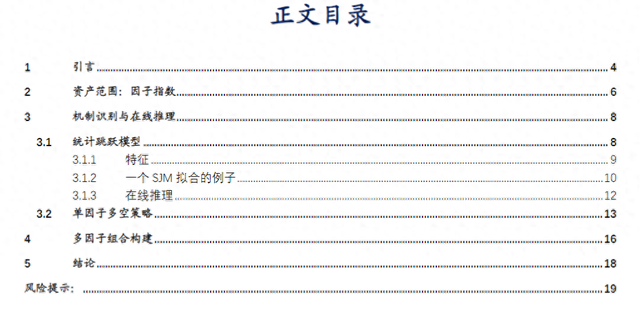 正文目录
1 引言 4
2 资产范围：因子指数 6
3 机制识别与在线推理 8
3.1 统计跳跃模型 8
3.1.1 特征 9
3.1.2 一个 SJM 拟合的例子 10
3.1.3 在线推理 12
3.2 单因子多空策略 13
4 多因子组合构建 16
5 结论 18
风险提示： 19